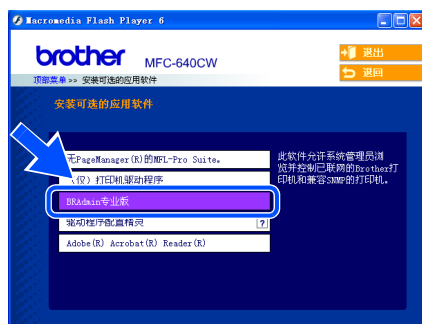 Macromedia Flash Player 6
brother MFC-640CW
退出
退回
顶部菜单 >> 安装可选的应用软件
安装可选的应用软件
无PageManager(R)的MFL-Pro Suite。
（仅）打印机驱动程序
BRAdmin专业版
驱动程序配置精灵 ?
Adobe(R) Acrobat(R) Reader(R)
此软件允许系统管理员浏
览并控制已联网的Brother打
印机和兼容SNMP的打印机。